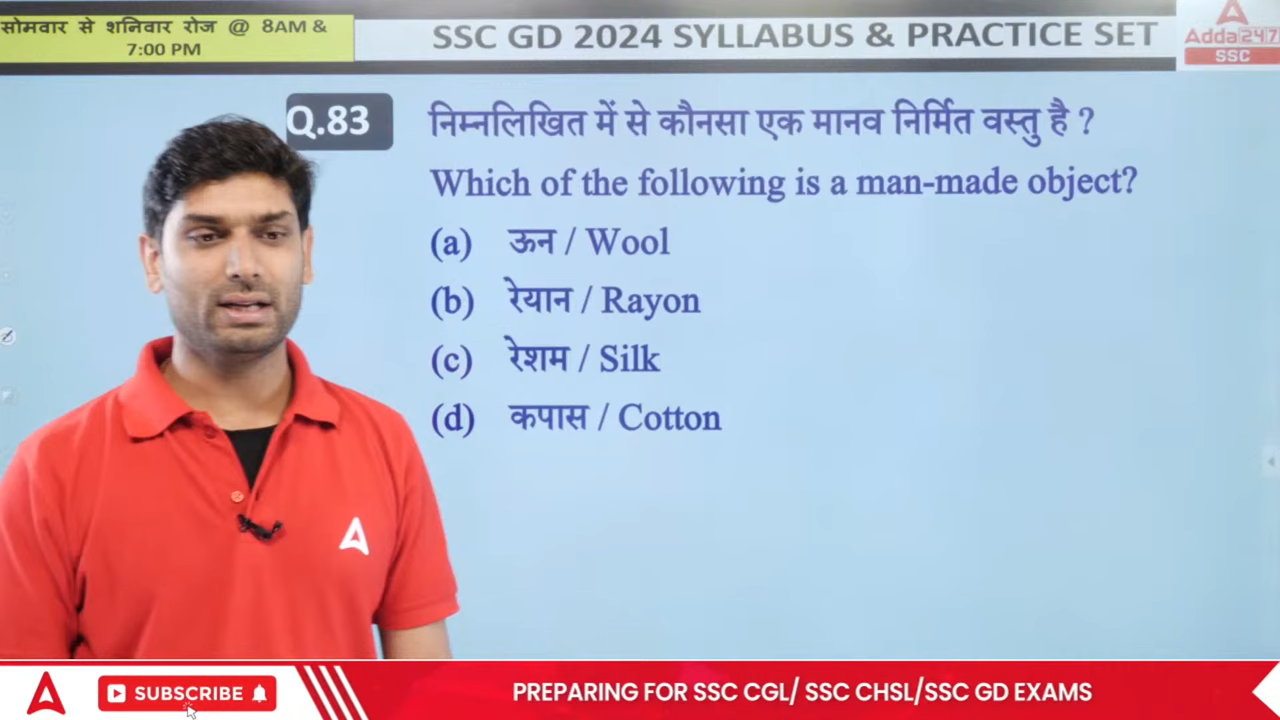 सोमवार से शनिवार रोज @ 8AM &
7:00 PM
SSC GD 2024 SYLLABUS & PRACTICE SET
Adda 247
SSC
Q.83
निम्नलिखित में से कौनसा एक मानव निर्मित वस्तु है ?
Which of the following is a man-made object?
(a) ऊन / Wool
(b) रेयान / Rayon
(c) रेशम / Silk
(d) कपास / Cotton
SUBSCRIBE
PREPARING FOR SSC CGL/ SSC CHSL/SSC GD EXAMS